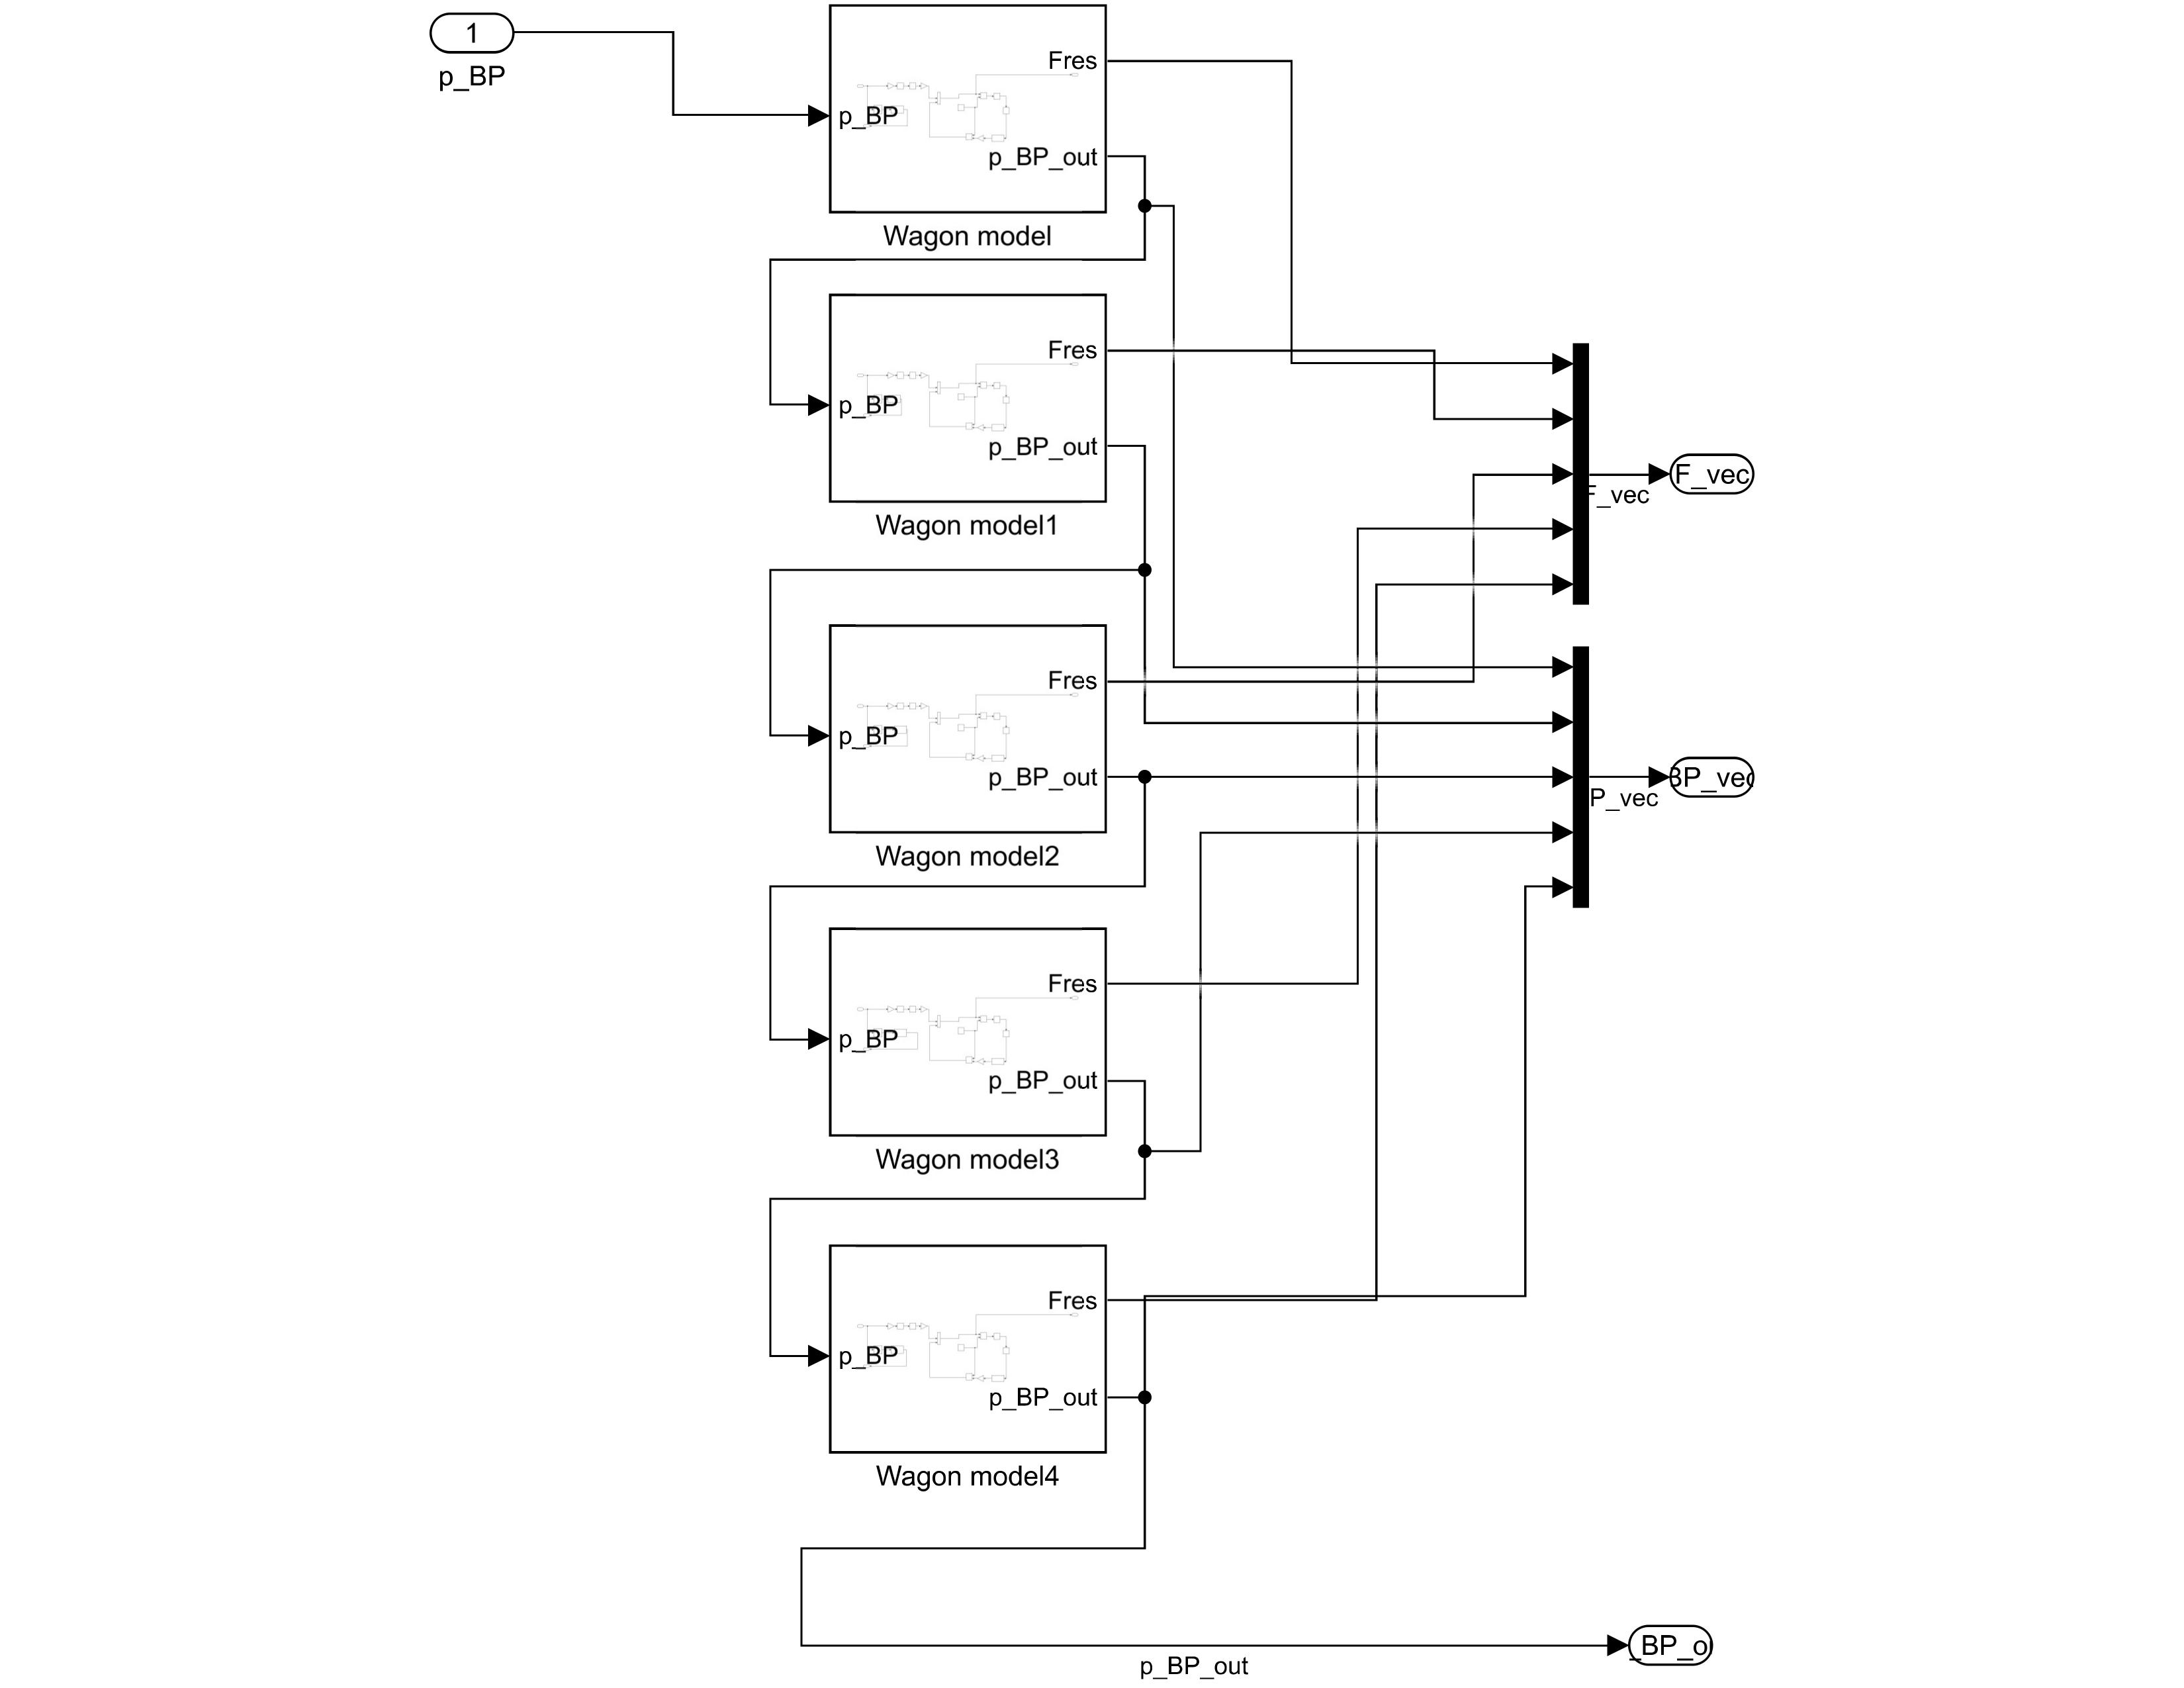 1
p_BP
Fres
p_BP
p_BP_out
Wagon model
Fres
p_BP
p_BP_out
Wagon model1
F_vec
F_vec
Fres
p_BP
p_BP_out
Wagon model2
BP_vec
P_vec
Fres
p_BP
p_BP_out
Wagon model3
Fres
p_BP
p_BP_out
Wagon model4
_BP_o
p_BP_out